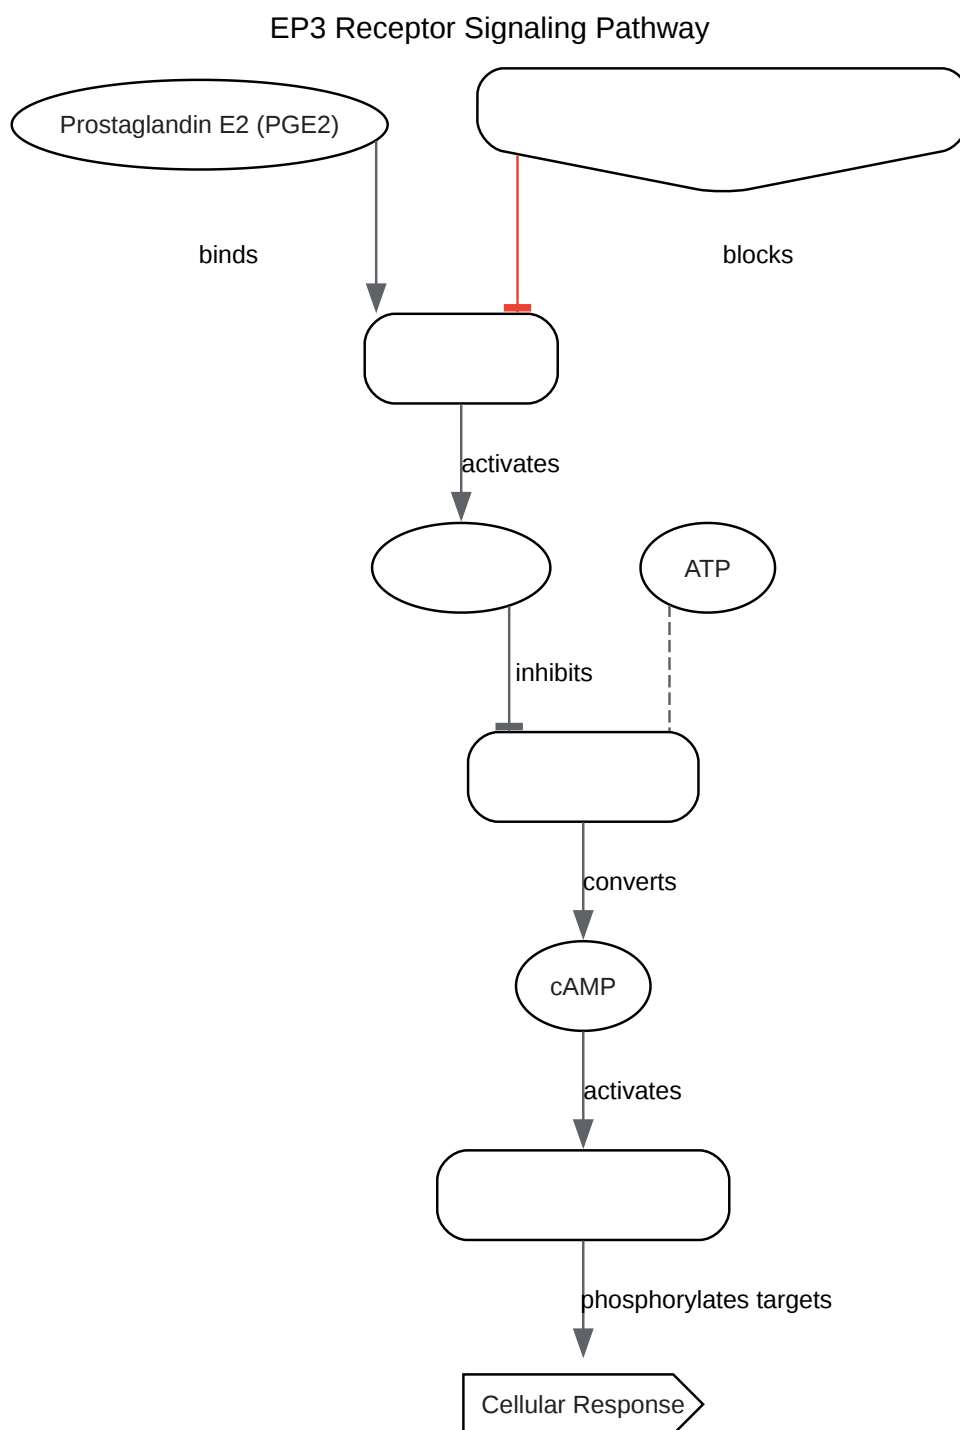 EP3 Receptor Signaling Pathway
Prostaglandin E2 (PGE2)
binds
blocks
activates
ATP
inhibits
converts
cAMP
activates
phosphorylates targets
Cellular Response